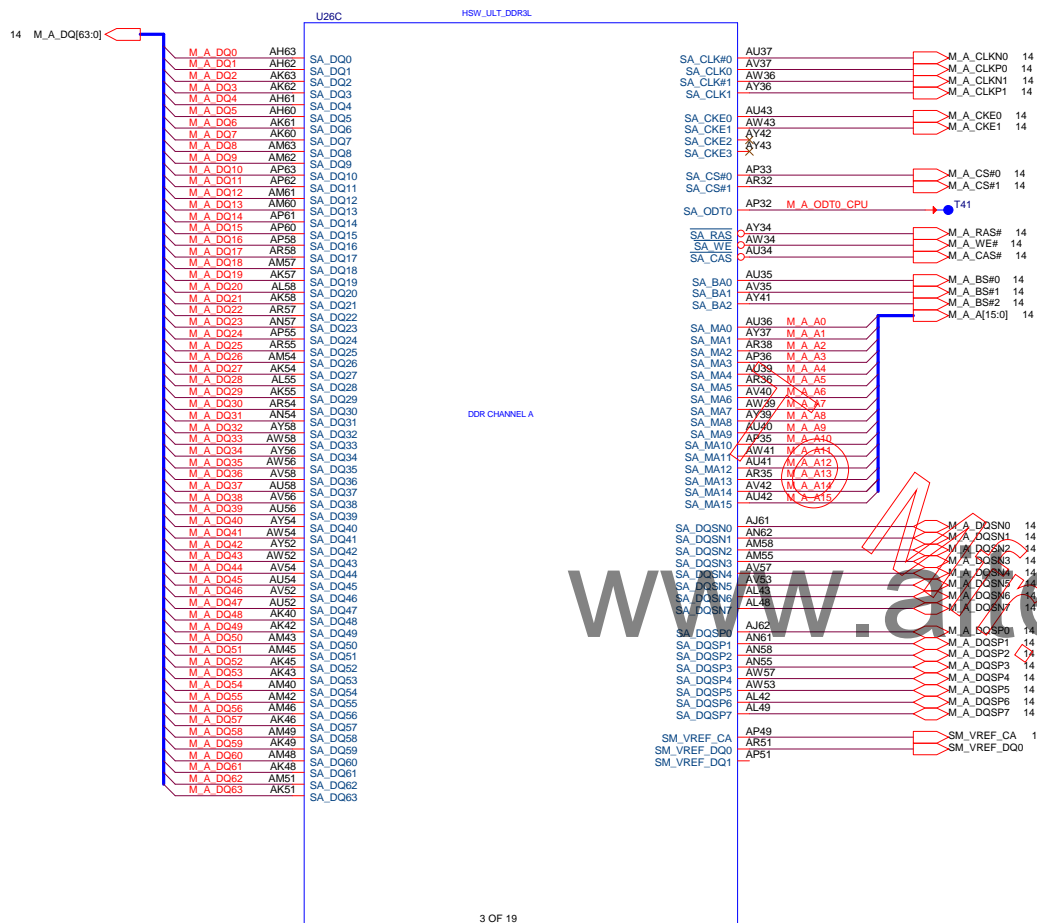 U26C
HSW_ULT_DDR3L
14 M_A_DQ[63:0]
M_A_DQ0 AH63 SA_DQ0
M_A_DQ1 AH62 SA_DQ1
M_A_DQ2 AK63 SA_DQ2
M_A_DQ3 AK62 SA_DQ3
M_A_DQ4 AH61 SA_DQ4
M_A_DQ5 AH60 SA_DQ5
M_A_DQ6 AK61 SA_DQ6
M_A_DQ7 AK60 SA_DQ7
M_A_DQ8 AM63 SA_DQ8
M_A_DQ9 AM62 SA_DQ9
M_A_DQ10 AP63 SA_DQ10
M_A_DQ11 AP62 SA_DQ11
M_A_DQ12 AM61 SA_DQ12
M_A_DQ13 AM60 SA_DQ13
M_A_DQ14 AP61 SA_DQ14
M_A_DQ15 AP60 SA_DQ15
M_A_DQ16 AP58 SA_DQ16
M_A_DQ17 AR58 SA_DQ17
M_A_DQ18 AM57 SA_DQ18
M_A_DQ19 AK57 SA_DQ19
M_A_DQ20 AL58 SA_DQ20
M_A_DQ21 AK58 SA_DQ21
M_A_DQ22 AR57 SA_DQ22
M_A_DQ23 AN57 SA_DQ23
M_A_DQ24 AP55 SA_DQ24
M_A_DQ25 AR55 SA_DQ25
M_A_DQ26 AM54 SA_DQ26
M_A_DQ27 AK54 SA_DQ27
M_A_DQ28 AL55 SA_DQ28
M_A_DQ29 AK55 SA_DQ29
M_A_DQ30 AR54 SA_DQ30
M_A_DQ31 AN54 SA_DQ31
M_A_DQ32 AY58 SA_DQ32
M_A_DQ33 AW58 SA_DQ33
M_A_DQ34 AY56 SA_DQ34
M_A_DQ35 AW56 SA_DQ35
M_A_DQ36 AV58 SA_DQ36
M_A_DQ37 AU58 SA_DQ37
M_A_DQ38 AV56 SA_DQ38
M_A_DQ39 AU56 SA_DQ39
M_A_DQ40 AY54 SA_DQ40
M_A_DQ41 AW54 SA_DQ41
M_A_DQ42 AY52 SA_DQ42
M_A_DQ43 AW52 SA_DQ43
M_A_DQ44 AV54 SA_DQ44
M_A_DQ45 AU54 SA_DQ45
M_A_DQ46 AV52 SA_DQ46
M_A_DQ47 AU52 SA_DQ47
M_A_DQ48 AK40 SA_DQ48
M_A_DQ49 AK42 SA_DQ49
M_A_DQ50 AM43 SA_DQ50
M_A_DQ51 AM45 SA_DQ51
M_A_DQ52 AK45 SA_DQ52
M_A_DQ53 AK43 SA_DQ53
M_A_DQ54 AM40 SA_DQ54
M_A_DQ55 AM42 SA_DQ55
M_A_DQ56 AM46 SA_DQ56
M_A_DQ57 AK46 SA_DQ57
M_A_DQ58 AM49 SA_DQ58
M_A_DQ59 AK49 SA_DQ59
M_A_DQ60 AM48 SA_DQ60
M_A_DQ61 AK48 SA_DQ61
M_A_DQ62 AM51 SA_DQ62
M_A_DQ63 AK51 SA_DQ63
DDR CHANNEL A
SA_CLK#0 AU37 M_A_CLKN0 14
SA_CLK0 AV37 M_A_CLKP0 14
SA_CLK#1 AW36 M_A_CLKN1 14
SA_CLK1 AY36 M_A_CLKP1 14
SA_CKE0 AU43 M_A_CKE0 14
SA_CKE1 AW43 M_A_CKE1 14
SA_CKE2 AY42
SA_CKE3 AY43
SA_CS#0 AP33 M_A_CS#0 14
SA_CS#1 AR32 M_A_CS#1 14
SA_ODT0 AP32 M_A_ODT0_CPU T41
SA_RAS AY34 M_A_RAS# 14
SA_WE AW34 M_A_WE# 14
SA_CAS AU34 M_A_CAS# 14
SA_BA0 AU35 M_A_BS#0 14
SA_BA1 AV35 M_A_BS#1 14
SA_BA2 AY41 M_A_BS#2 14
M_A_A[15:0] 14
SA_MA0 AU36 M_A_A0
SA_MA1 AY37 M_A_A1
SA_MA2 AR38 M_A_A2
SA_MA3 AP36 M_A_A3
SA_MA4 AU39 M_A_A4
SA_MA5 AR36 M_A_A5
SA_MA6 AV40 M_A_A6
SA_MA7 AW39 M_A_A7
SA_MA8 AY39 M_A_A8
SA_MA9 AU40 M_A_A9
SA_MA10 AP35 M_A_A10
SA_MA11 AW41 M_A_A11
SA_MA12 AU41 M_A_A12
SA_MA13 AR35 M_A_A13
SA_MA14 AV42 M_A_A14
SA_MA15 AU42 M_A_A15
SA_DQSN0 AJ61 M_A_DQSN0 14
SA_DQSN1 AN62 M_A_DQSN1 14
SA_DQSN2 AM58 M_A_DQSN2 14
SA_DQSN3 AM55 M_A_DQSN3 14
SA_DQSN4 AV57 M_A_DQSN4 14
SA_DQSN5 AV53 M_A_DQSN5 14
SA_DQSN6 AL43 M_A_DQSN6
SA_DQSN7 AL48 M_A_DQSN7 14
SA_DQSP0 AJ62 M_A_DQSP0 14
SA_DQSP1 AN61 M_A_DQSP1 14
SA_DQSP2 AN58 M_A_DQSP2 14
SA_DQSP3 AN55 M_A_DQSP3 14
SA_DQSP4 AW57 M_A_DQSP4 14
SA_DQSP5 AW53 M_A_DQSP5 14
SA_DQSP6 AL42 M_A_DQSP6 14
SA_DQSP7 AL49 M_A_DQSP7 14
SM_VREF_CA AP49 SM_VREF_CA 1
SM_VREF_DQ0 AR51 SM_VREF_DQ0
SM_VREF_DQ1 AP51
3 OF 19